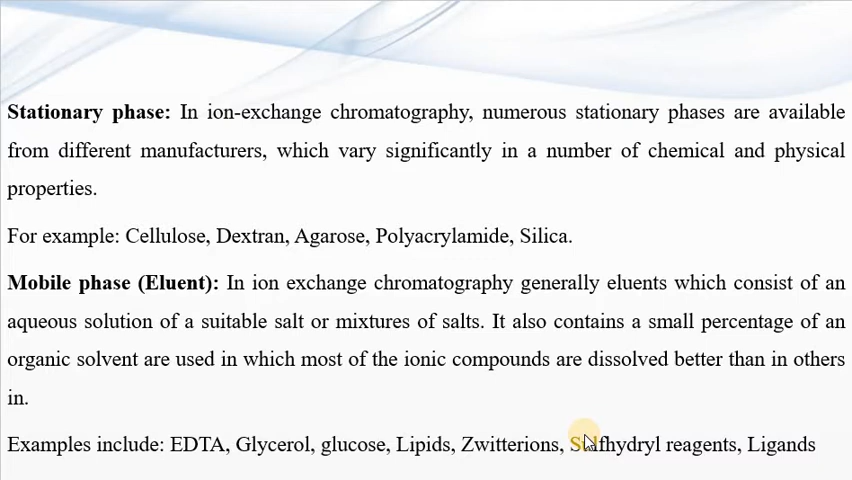 Stationary phase: In ion-exchange chromatography, numerous stationary phases are available
from different manufacturers, which vary significantly in a number of chemical and physical
properties.
For example: Cellulose, Dextran, Agarose, Polyacrylamide, Silica.
Mobile phase (Eluent): In ion exchange chromatography generally eluents which consist of an
aqueous solution of a suitable salt or mixtures of salts. It also contains a small percentage of an
organic solvent are used in which most of the ionic compounds are dissolved better than in others
in.
Examples include: EDTA, Glycerol, glucose, Lipids, Zwitterions, Sulfhydryl reagents, Ligands